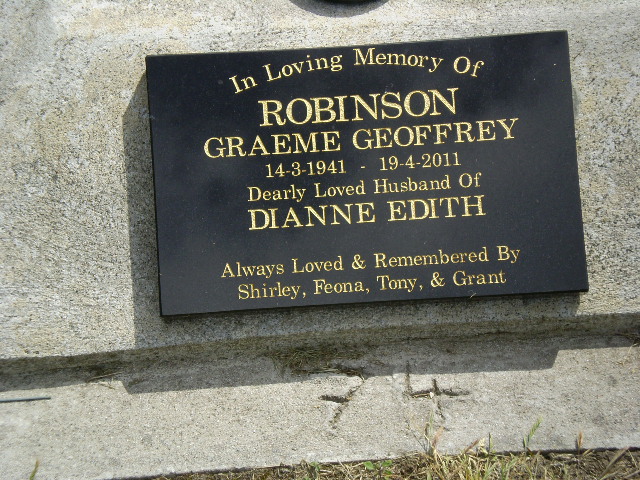 In Loving Memory Of
ROBINSON
GRAEME GEOFFREY
14-3-1941 - 19-4-2011
Dearly Loved Husband Of
DIANNE EDITH
Always Loved & Remembered By
Shirley, Feona, Tony, & Grant